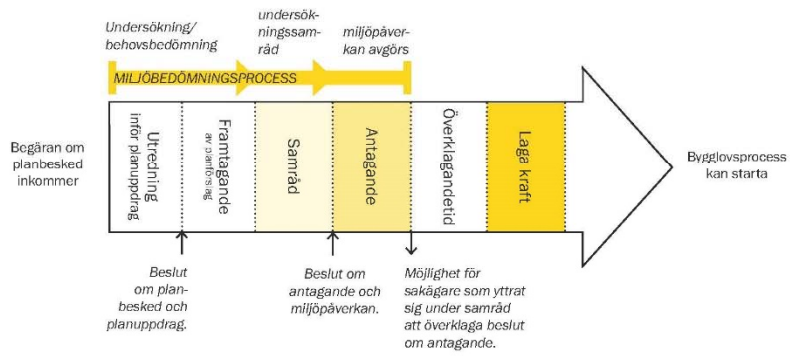 Undersökning/
behovsbedömning
undersök-
ningssam-
råd
miljöpåver-
kan avgörs
MILJÖBEDÖMNINGSPROCESS
Begäran om
planbesked
inkommer
Utredning
inför planuppdrag
Framtagande
av planförslag
Samråd
Antagande
Överklagandetid
Laga kraft
Bygglovsprocess
kan starta
Beslut
om plan-
besked och
planuppdrag.
Beslut om
antagande och
miljöpåverkan.
Möjlighet för
sakägare som yttrat
sig under samråd
att överklaga beslut
om antagande.